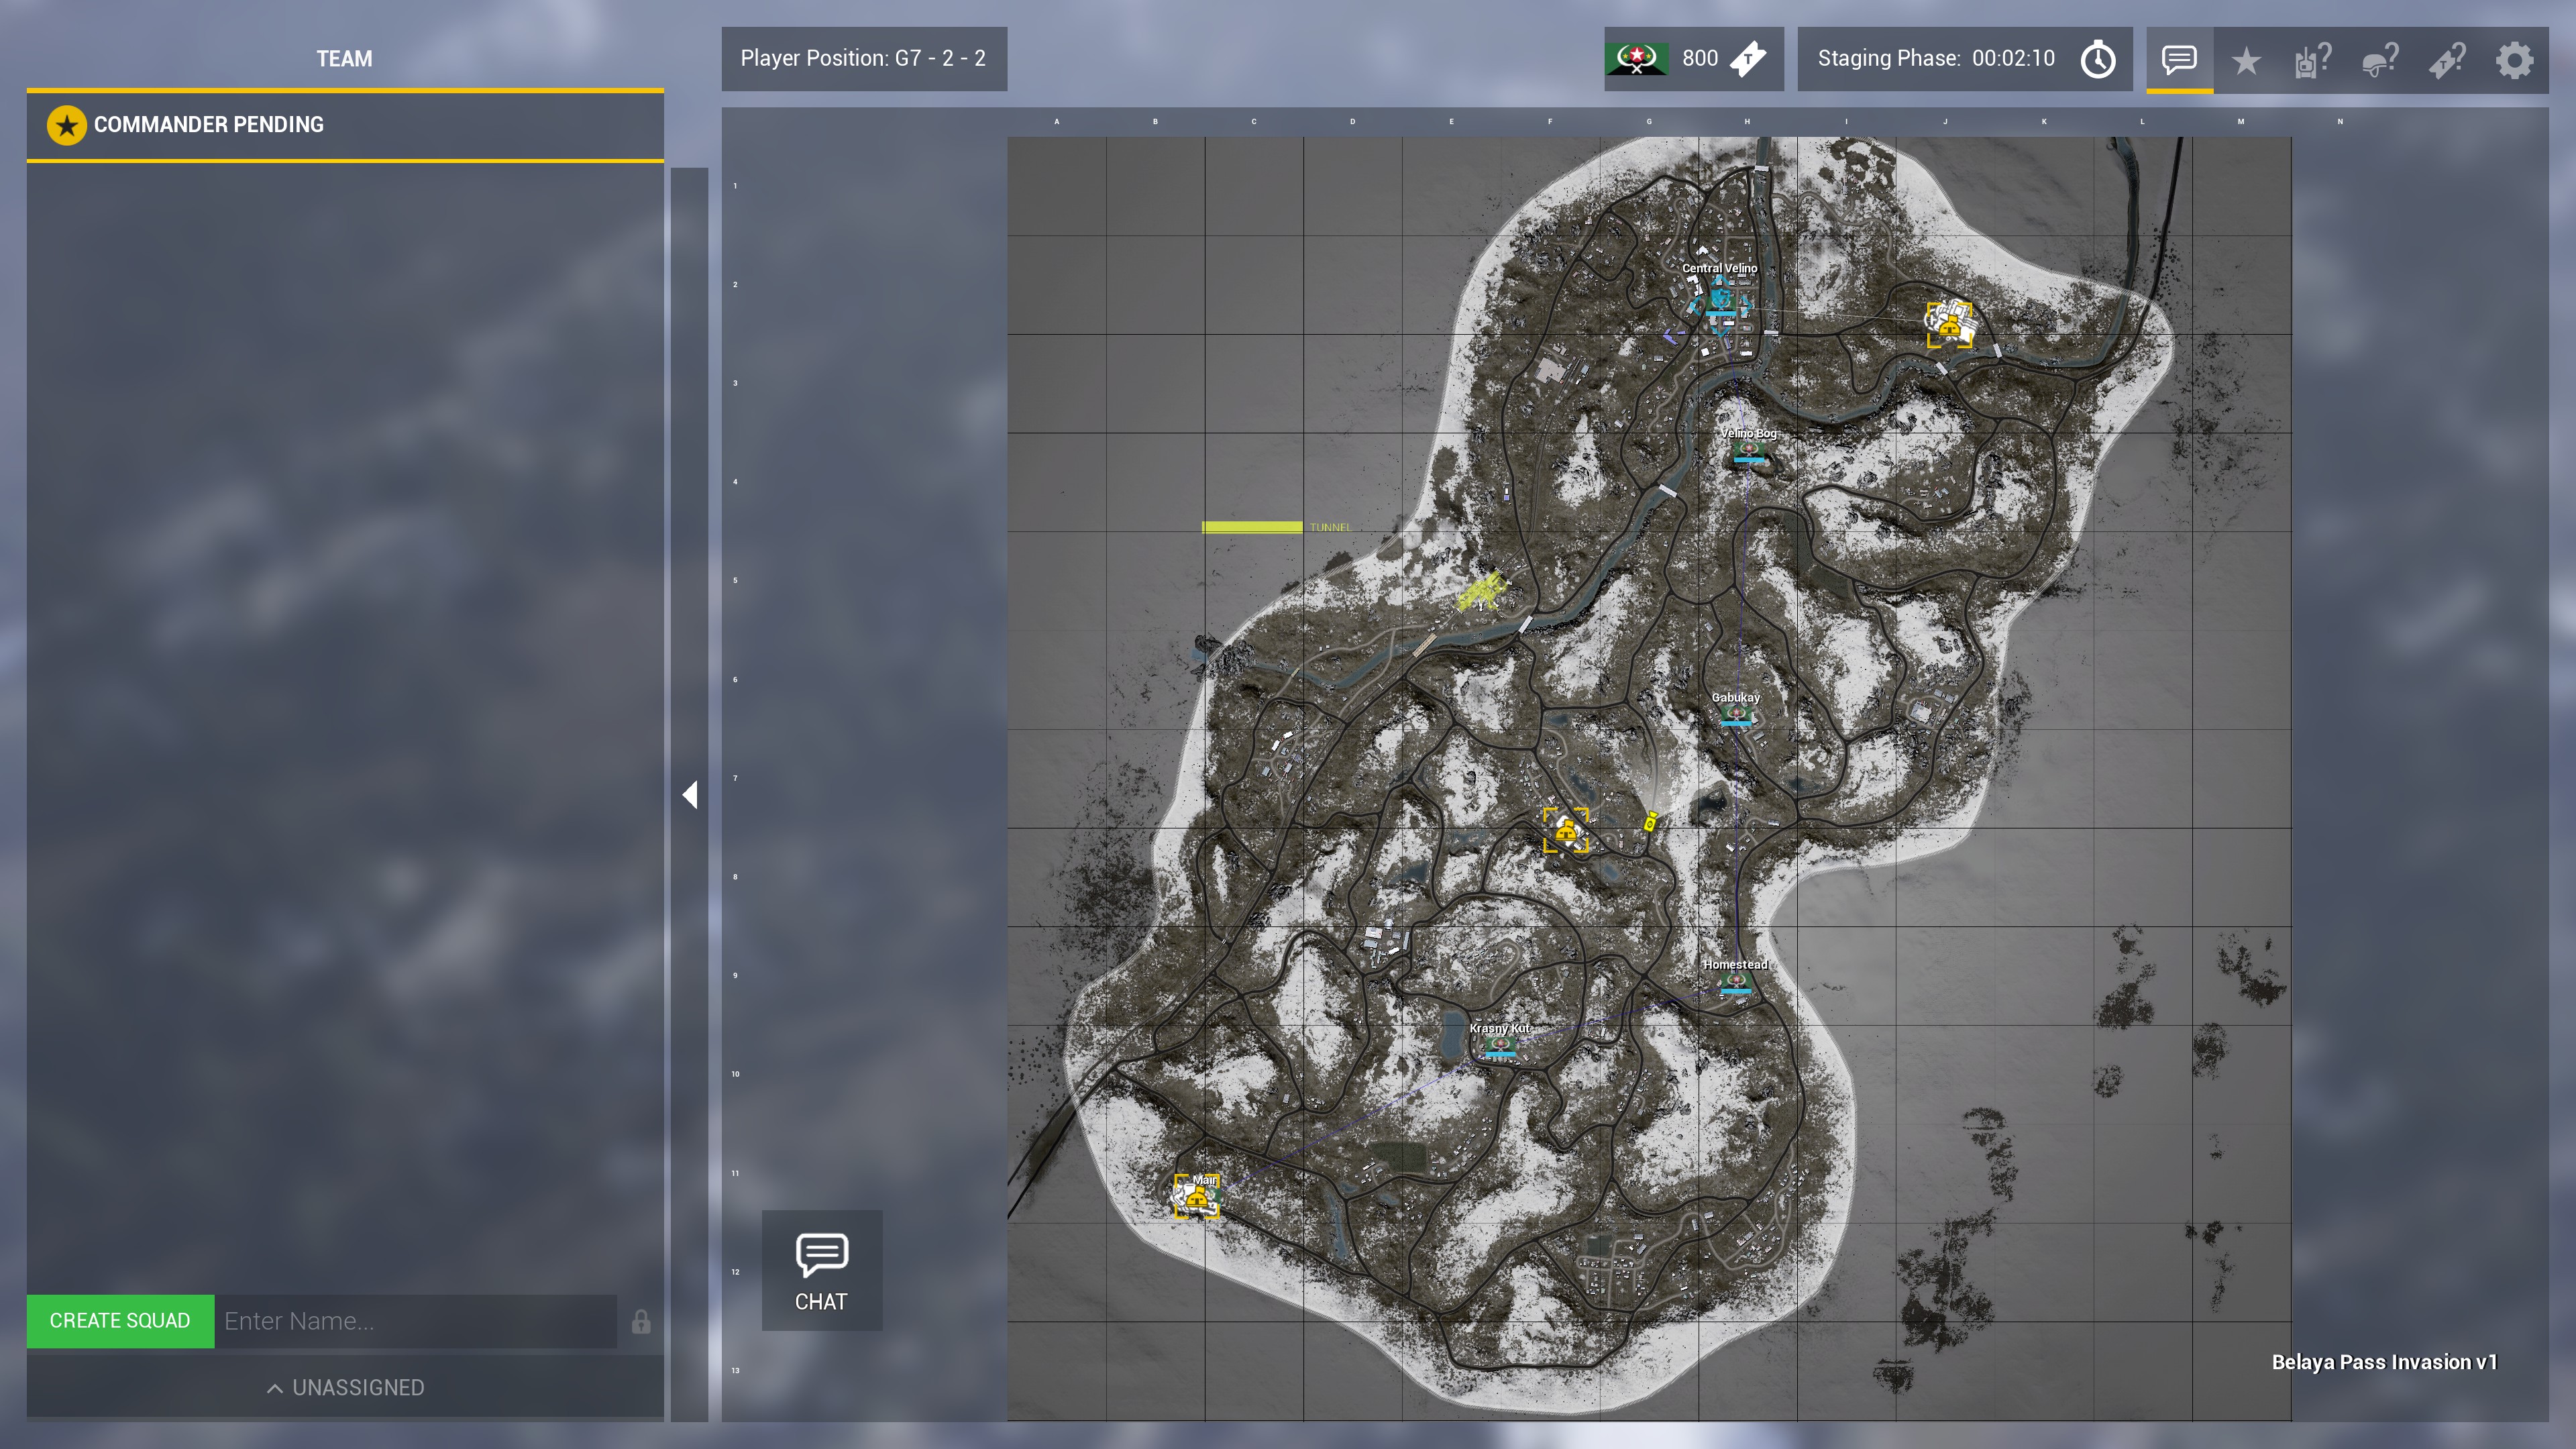 TEAM
Player Position: G7 - 2 - 2
800
T
Staging Phase: 00:02:10
?
?
T?
COMMANDER PENDING
A B C D E F G H I J K L M N
1
2
3
4
5
6
7
8
9
10
11
12
13
Central Velino
Velino Bog
TUNNEL
Gabukay
Homestead
Krasny Kut
Main
CHAT
CREATE SQUAD
Enter Name...
UNASSIGNED
Belaya Pass Invasion v1